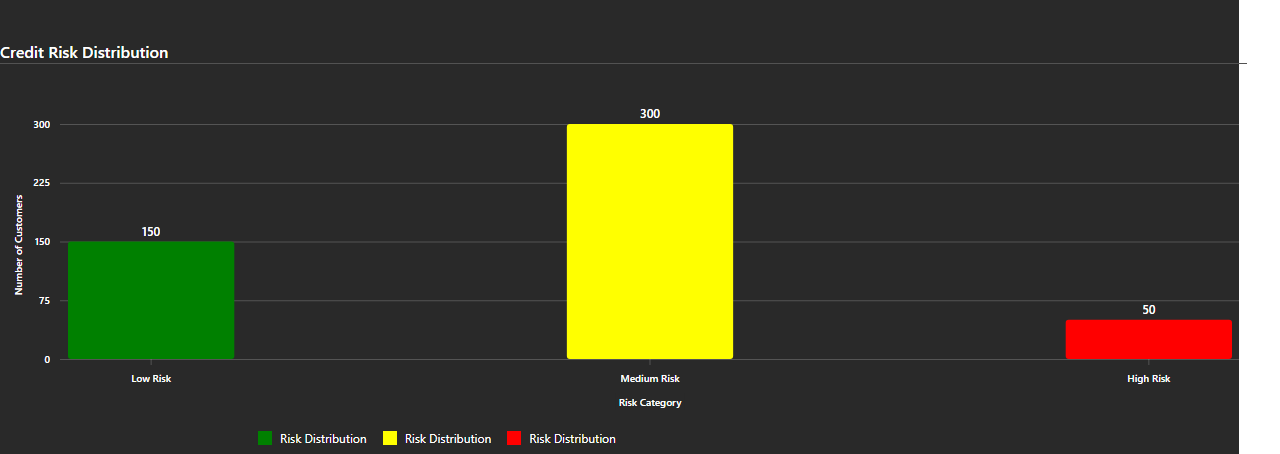 Credit Risk Distribution
300
300
225
150
150
75
50
0
Number of Customers
Low Risk
Medium Risk
High Risk
Risk Category
Risk Distribution
Risk Distribution
Risk Distribution